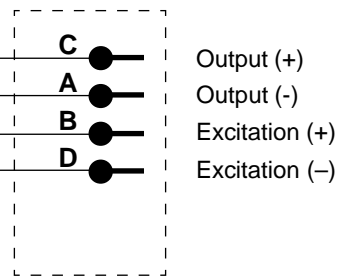 C Output (+)
A Output (-)
B Excitation (+)
D Excitation (–)